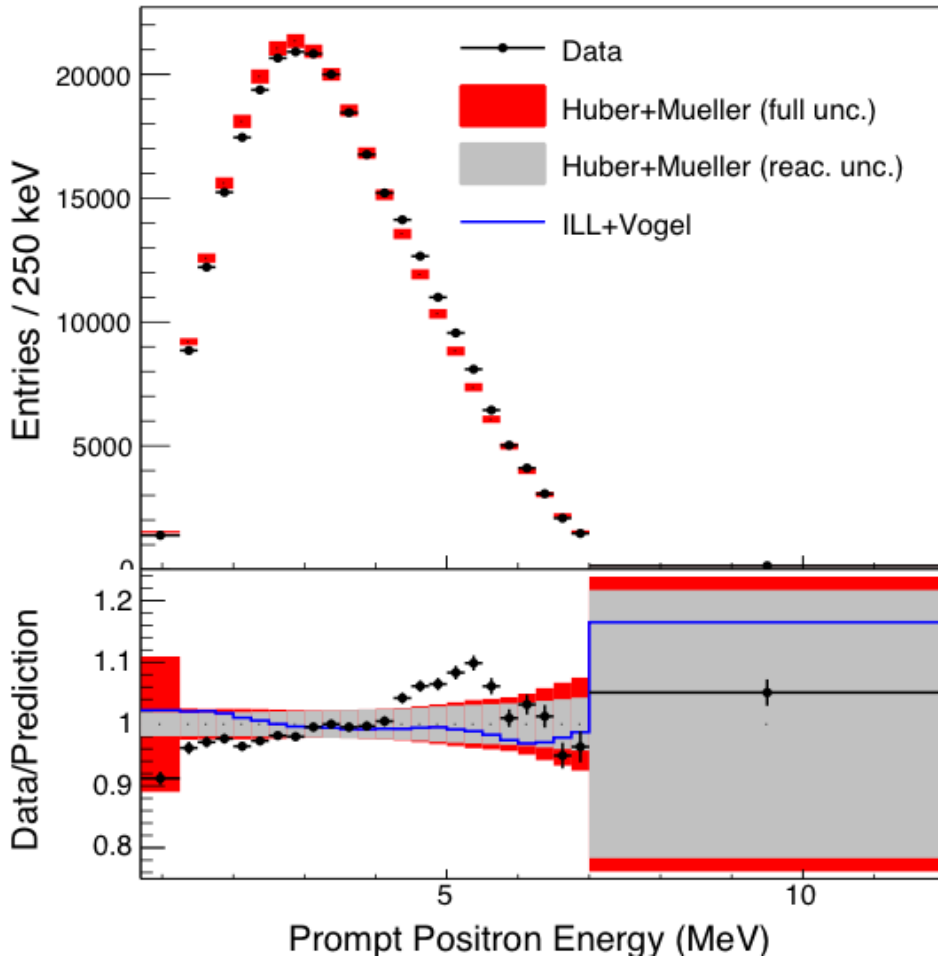 Entries / 250 keV
20000
15000
10000
5000
0
Data
Huber+Mueller (full unc.)
Huber+Mueller (reac. unc.)
ILL+Vogel
Data/Prediction
1.2
1.1
1
0.9
0.8
5
10
Prompt Positron Energy (MeV)